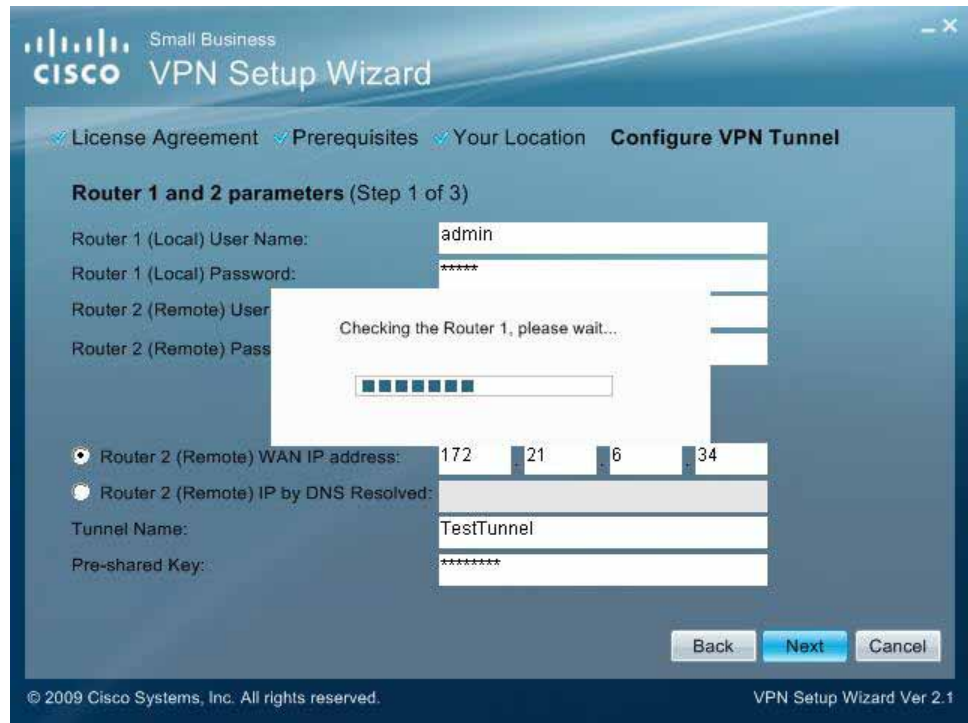 Small Business
CISCO VPN Setup Wizard
License Agreement Prerequisites Your Location Configure VPN Tunnel
Router 1 and 2 parameters (Step 1 of 3)
Router 1 (Local) User Name: admin
Router 1 (Local) Password: *****
Router 2 (Remote) User
Router 2 (Remote) Pass
Checking the Router 1, please wait...
Router 2 (Remote) WAN IP address: 172 . 21 . 6 . 34
Router 2 (Remote) IP by DNS Resolved:
Tunnel Name: TestTunnel
Pre-shared Key: ********
Back Next Cancel
© 2009 Cisco Systems, Inc. All rights reserved. VPN Setup Wizard Ver 2.1